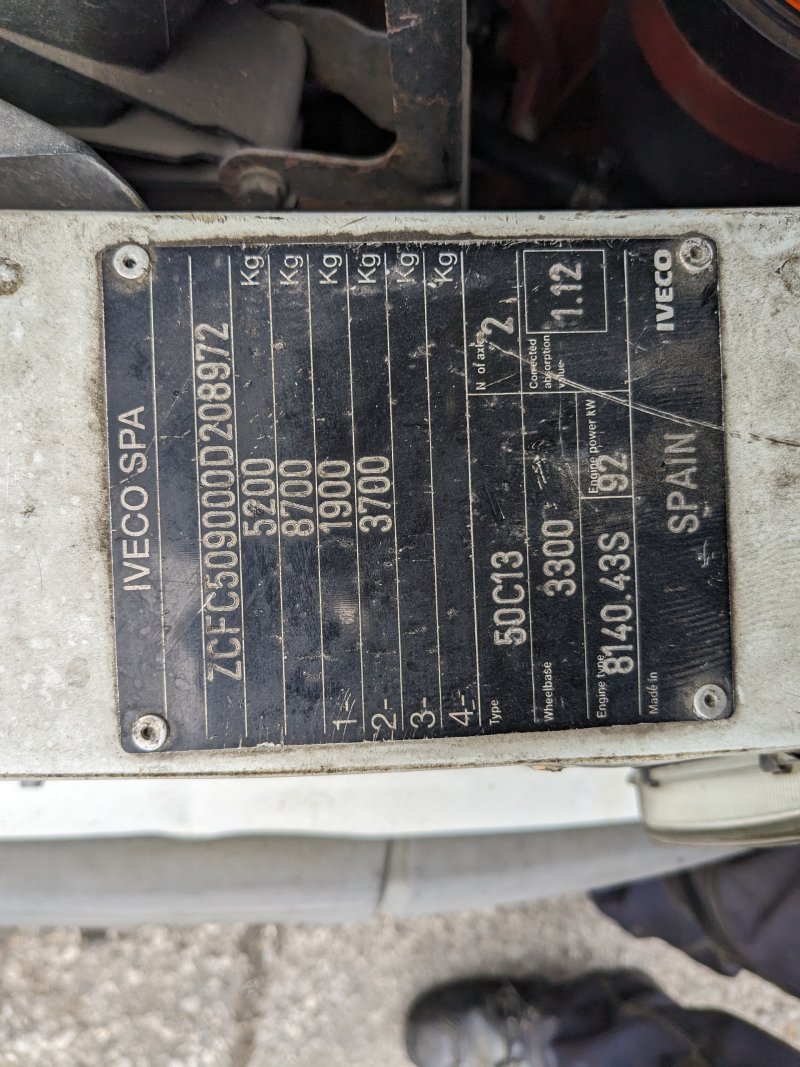 IVECO SPA
ZCFC509000D208972
5200 Kg
8700 Kg
1- 1900 Kg
2- 3700 Kg
3- Kg
4- Kg
Type 50C13
N of axles 2
Wheelbase 3300
Corrected absorption value 1.12
Engine type 8140.43S
Engine power kW 92
Made in SPAIN
IVECO